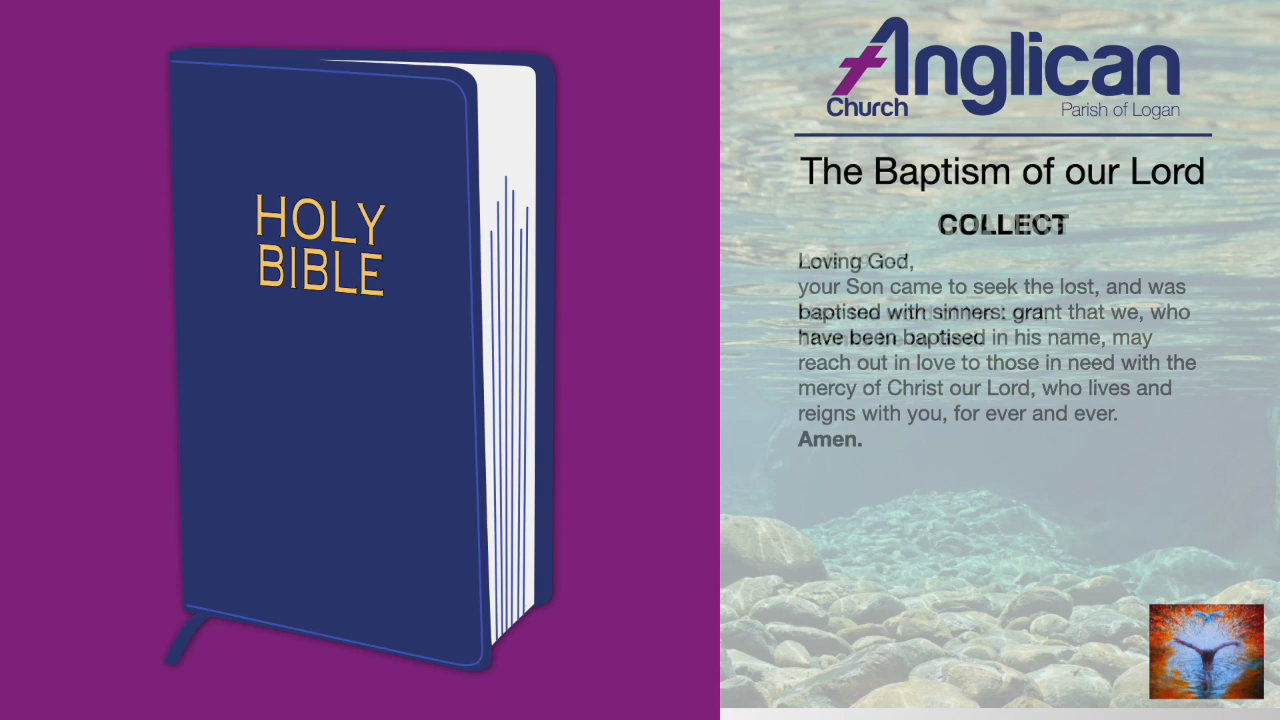 HOLY
BIBLE
Anglican
Church
Parish of Logan
The Baptism of our Lord
COLLECT
Loving God,
your Son came to seek the lost, and was
baptised with sinners: grant that we, who
have been baptised in his name, may
reach out in love to those in need with the
mercy of Christ our Lord, who lives and
reigns with you, for ever and ever.
Amen.